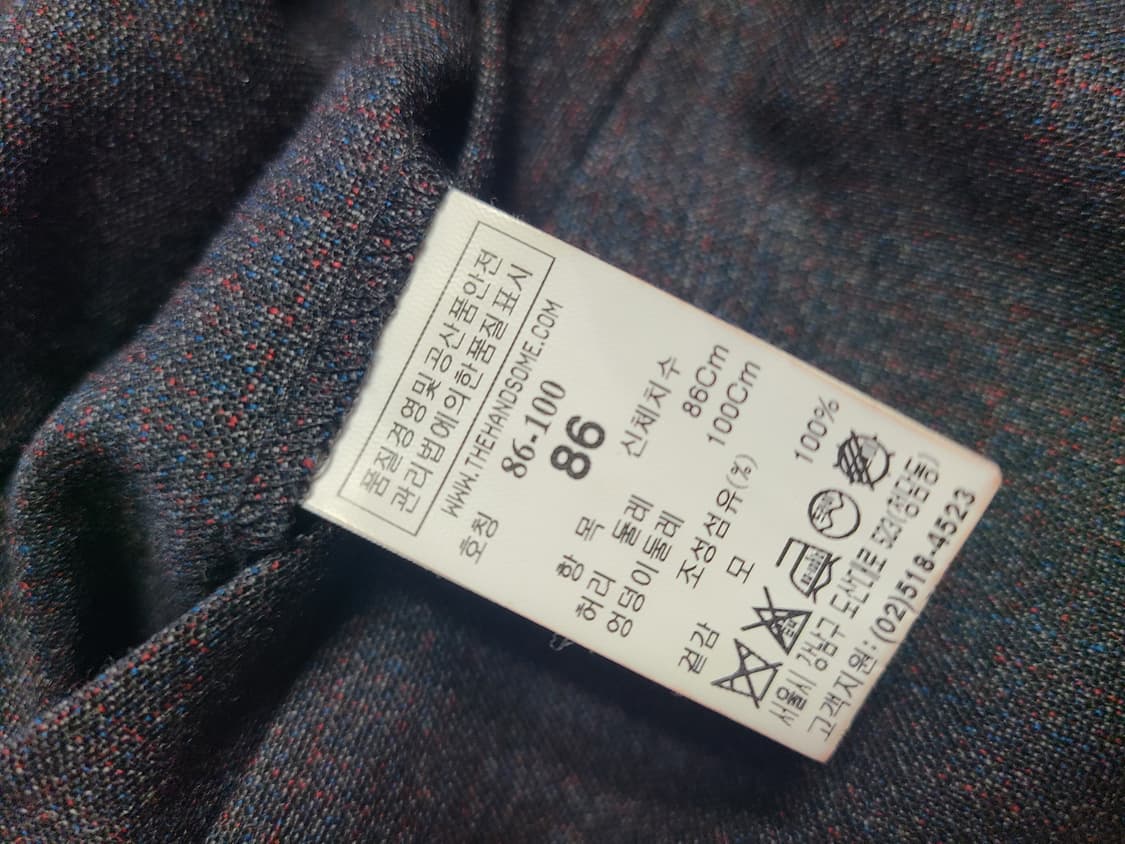 품질경영및 공산품안전
관리법에의한품질 표시
WWW.THEHANDSOME.COM
호칭 86-100
86
항 목 신체치수
허리 둘레 86Cm
엉덩이둘레 100Cm
조성섬유(%)
겉감 모 100%
서울시 강남구 도산대로 523(청담동)
고객지원:(02)518-4523